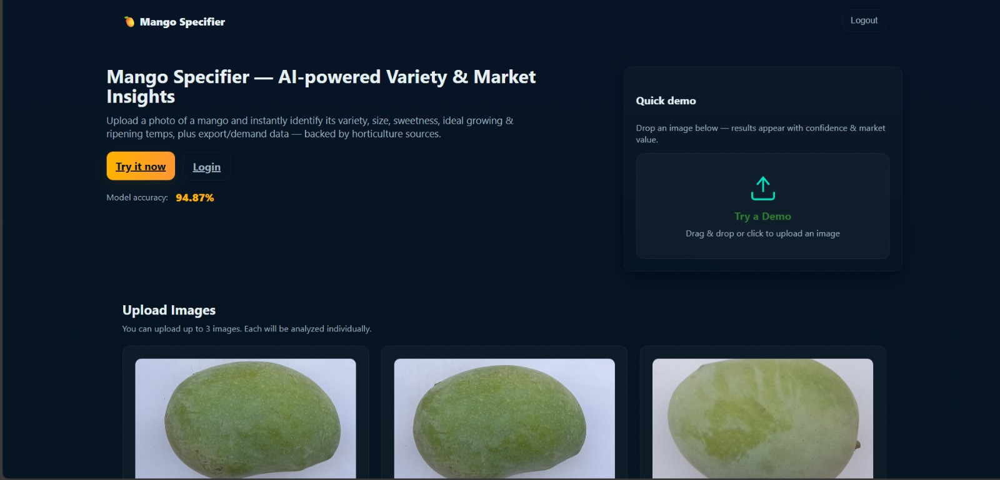 Mango Specifier
Logout
Mango Specifier — AI-powered Variety & Market
Insights
Upload a photo of a mango and instantly identify its variety, size, sweetness, ideal growing &
ripening temps, plus export/demand data — backed by horticulture sources.
Try it now
Login
Model accuracy: 94.87%
Quick demo
Drop an image below — results appear with confidence & market
value.
Try a Demo
Drag & drop or click to upload an image
Upload Images
You can upload up to 3 images. Each will be analyzed individually.